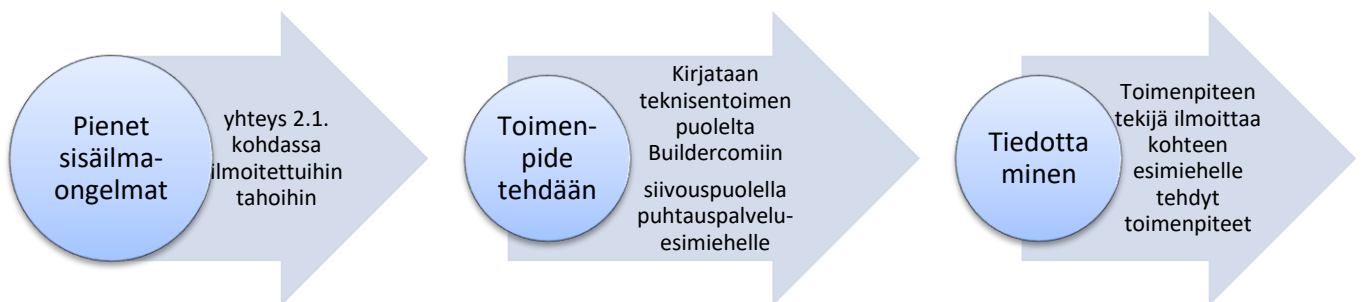 Pienet
sisäilma-
ongelmat
yhteys 2.1.
kohdassa
ilmoitettuihin
tahoihin
Toimen-
pide
tehdään
Kirjataan
teknisentoimen
puolelta
Buildercomiin
siivouspuolella
puhtauspalvelu-
esimiehelle
Tiedotta
minen
Toimenpiteen
tekijä ilmoittaa
kohteen
esimiehelle
tehdyt
toimenpiteet